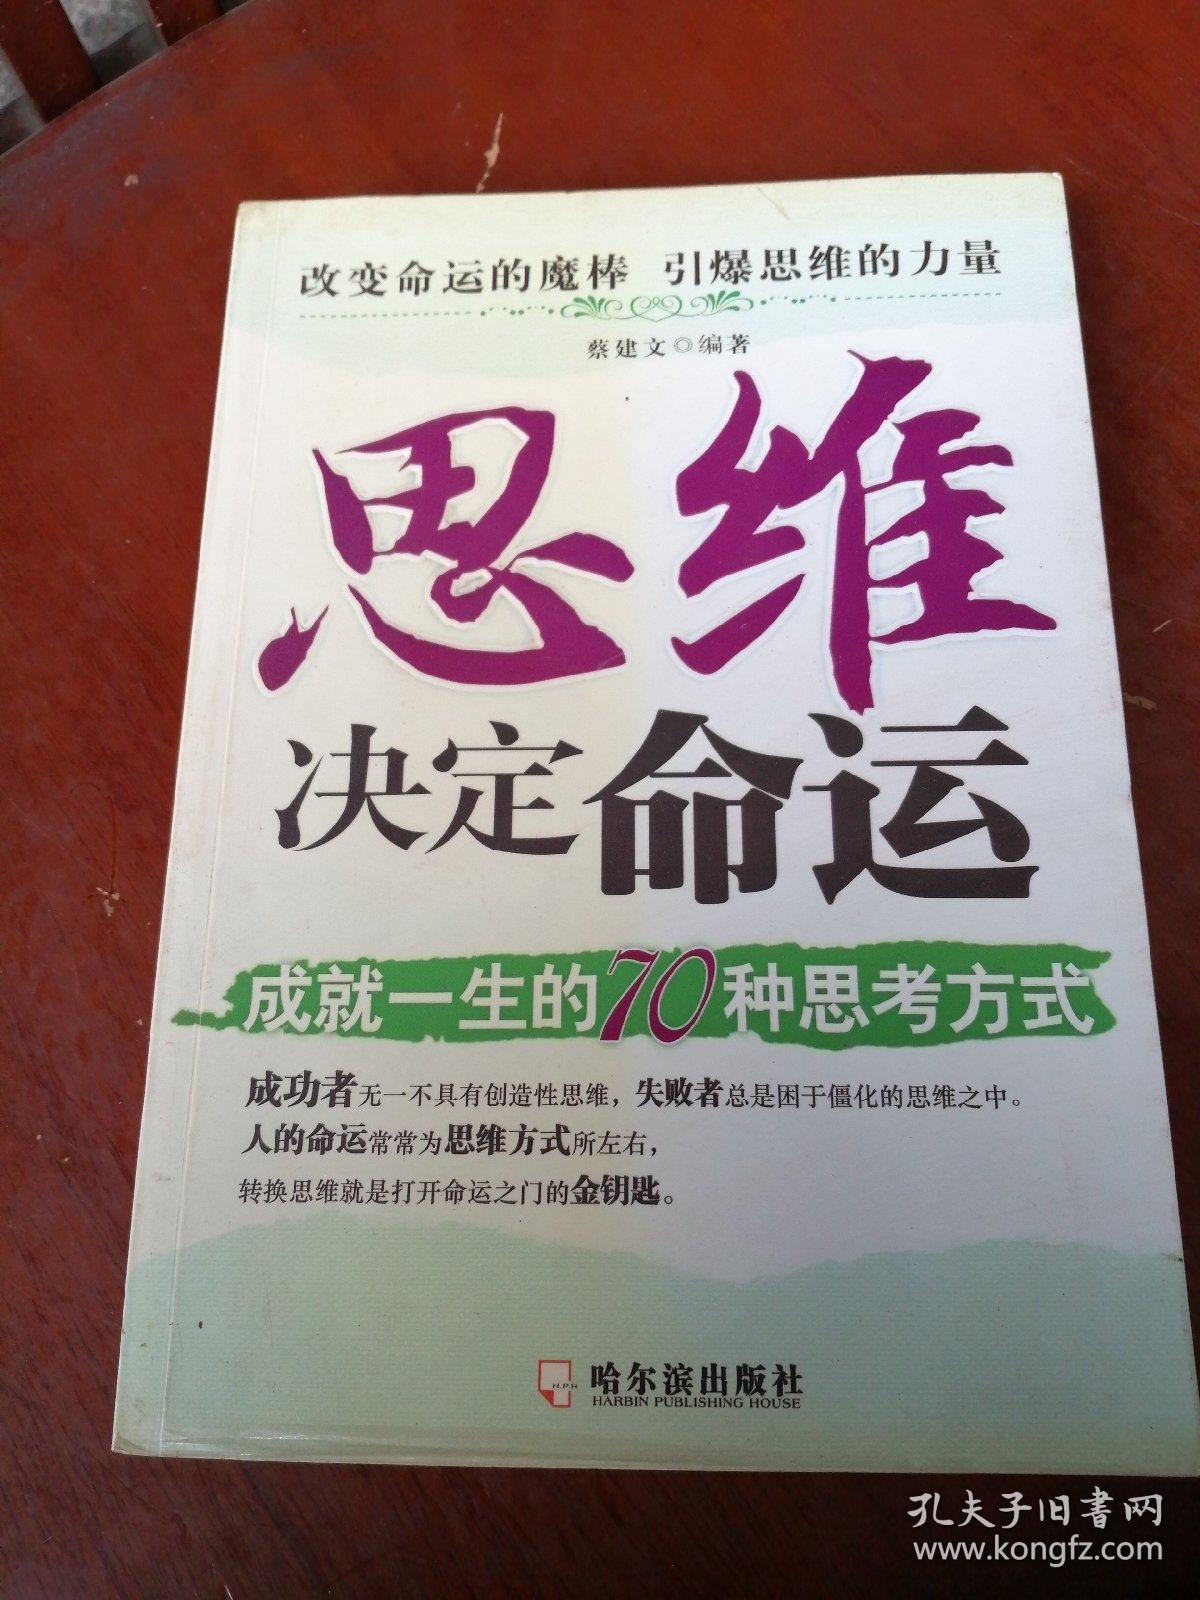 改变命运的魔棒 引爆思维的力量
蔡建文◎编著
思维
决定命运
成就一生的70种思考方式
成功者无一不具有创造性思维，失败者总是困于僵化的思维之中。
人的命运常常为思维方式所左右，
转换思维就是打开命运之门的金钥匙。
H.P.H
哈尔滨出版社
HARBIN PUBLISHING HOUSE
孔夫子旧书网
www.kongfz.com